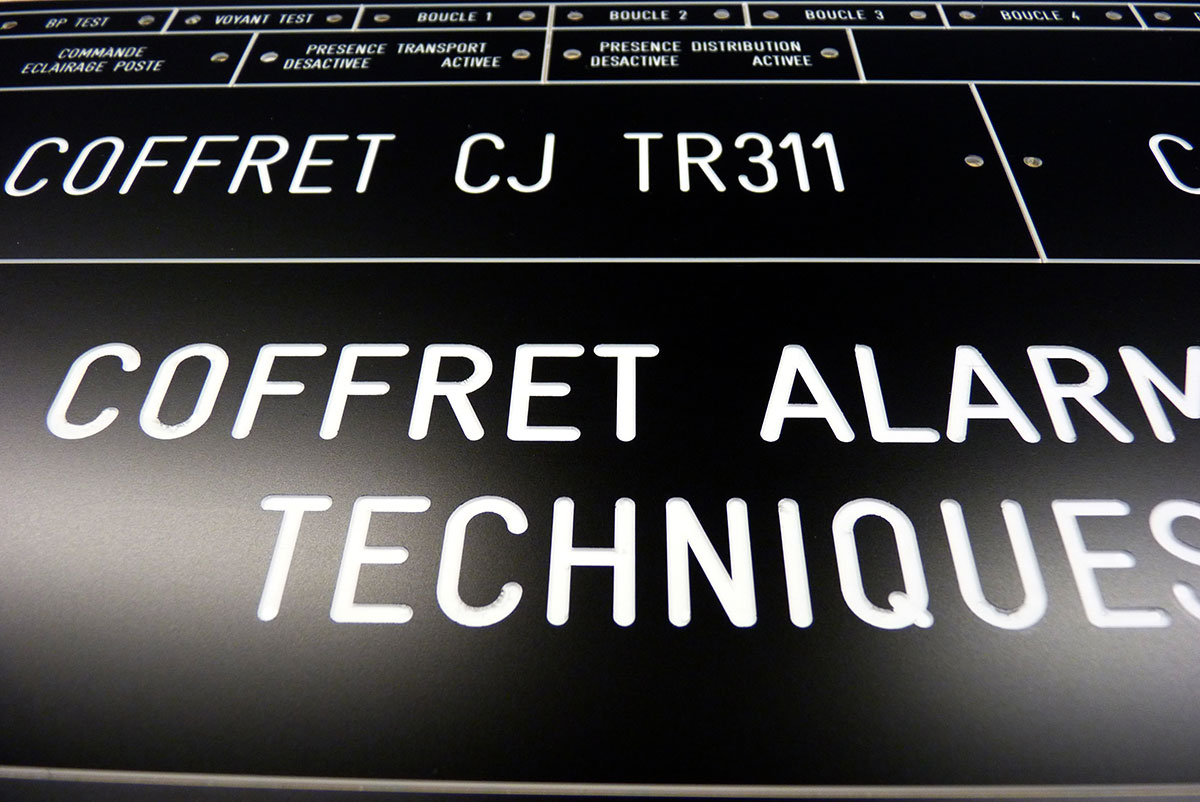 BP TEST
VOYANT TEST
BOUCLE 1
BOUCLE 2
BOUCLE 3
BOUCLE 4
COMMANDE
ECLAIRAGE POSTE
PRESENCE TRANSPORT
DESACTIVEE ACTIVEE
PRESENCE DISTRIBUTION
DESACTIVEE ACTIVEE
COFFRET CJ TR311
C
COFFRET ALARM
TECHNIQUES